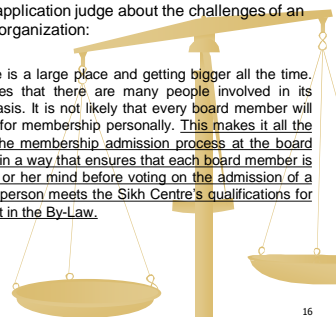 application judge about the challenges of an
organization:
e is a large place and getting bigger all the time.
es that there are many people involved in its
asis. It is not likely that every board member will
for membership personally. This makes it all the
he membership admission process at the board
in a way that ensures that each board member is
or her mind before voting on the admission of a
person meets the Sikh Centre's qualifications for
t in the By-Law.
16